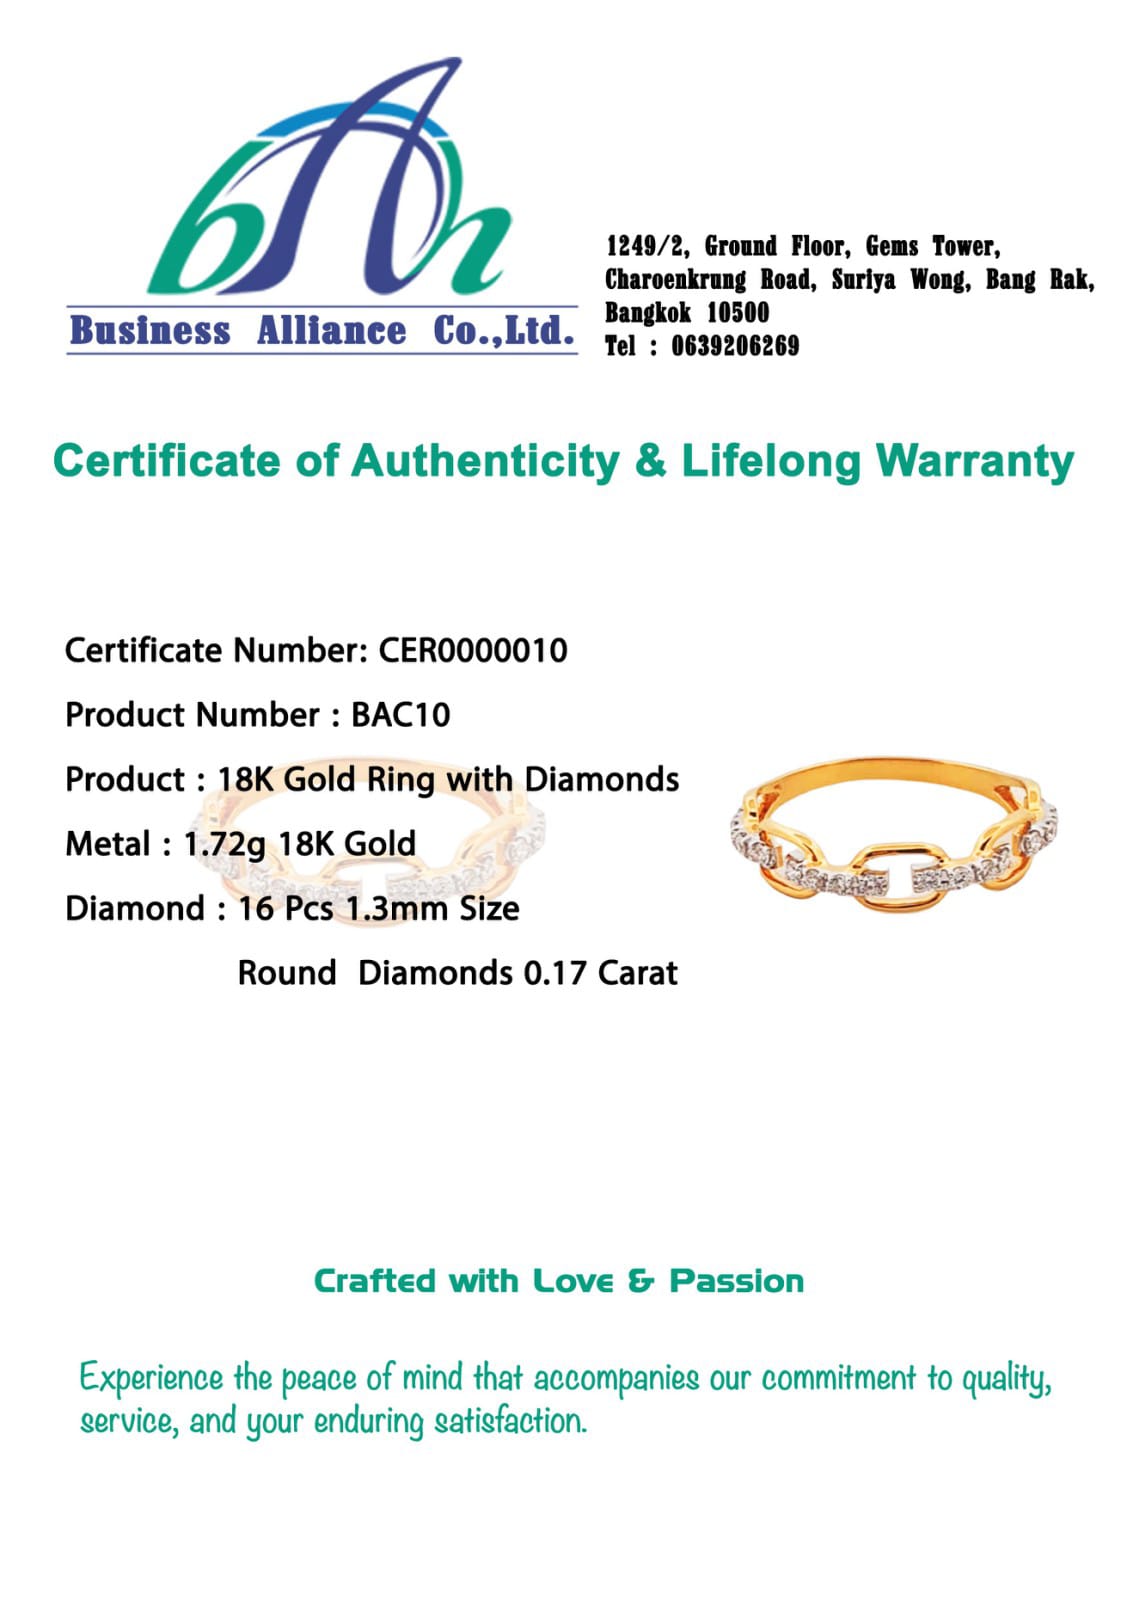 bAh
Business Alliance Co.,Ltd.
1249/2, Ground Floor, Gems Tower,
Charoenkrung Road, Suriya Wong, Bang Rak,
Bangkok 10500
Tel : 0639206269
Certificate of Authenticity & Lifelong Warranty
Certificate Number: CER0000010
Product Number : BAC10
Product : 18K Gold Ring with Diamonds
Metal : 1.72g 18K Gold
Diamond : 16 Pcs 1.3mm Size
Round Diamonds 0.17 Carat
Crafted with Love & Passion
Experience the peace of mind that accompanies our commitment to quality,
service, and your enduring satisfaction.